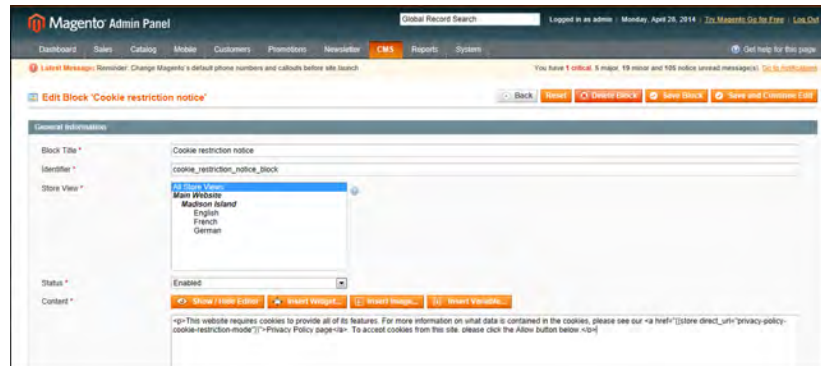 Magento Admin Panel
Global Record Search
Logged in as admin | Monday, April 28, 2014 | Try Magento Go for Free | Log Out
Dashboard Sales Catalog Mobile Customers Promotions Newsletter CMS Reports System
Get help for this page
Latest Message: Reminder: Change Magento's default phone numbers and callouts before site launch
You have 1 critical, 5 major, 19 minor and 105 notice unread message(s). Go to notifications
Edit Block 'Cookie restriction notice'
Back Reset Delete Block Save Block Save and Continue Edit
General Information
Block Title * Cookie restriction notice
Identifier * cookie_restriction_notice_block
Store View * All Store Views
Main Website
Madison Island
English
French
German
Status * Enabled
Content * Show / Hide Editor Insert Widget... Insert Image... Insert Variable...
<p>This website requires cookies to provide all of its features. For more information on what data is contained in the cookies, please see our <a href="{{store direct_url="privacy-policy-
cookie-restriction-mode"}}">Privacy Policy page</a>. To accept cookies from this site, please click the Allow button below.</p>